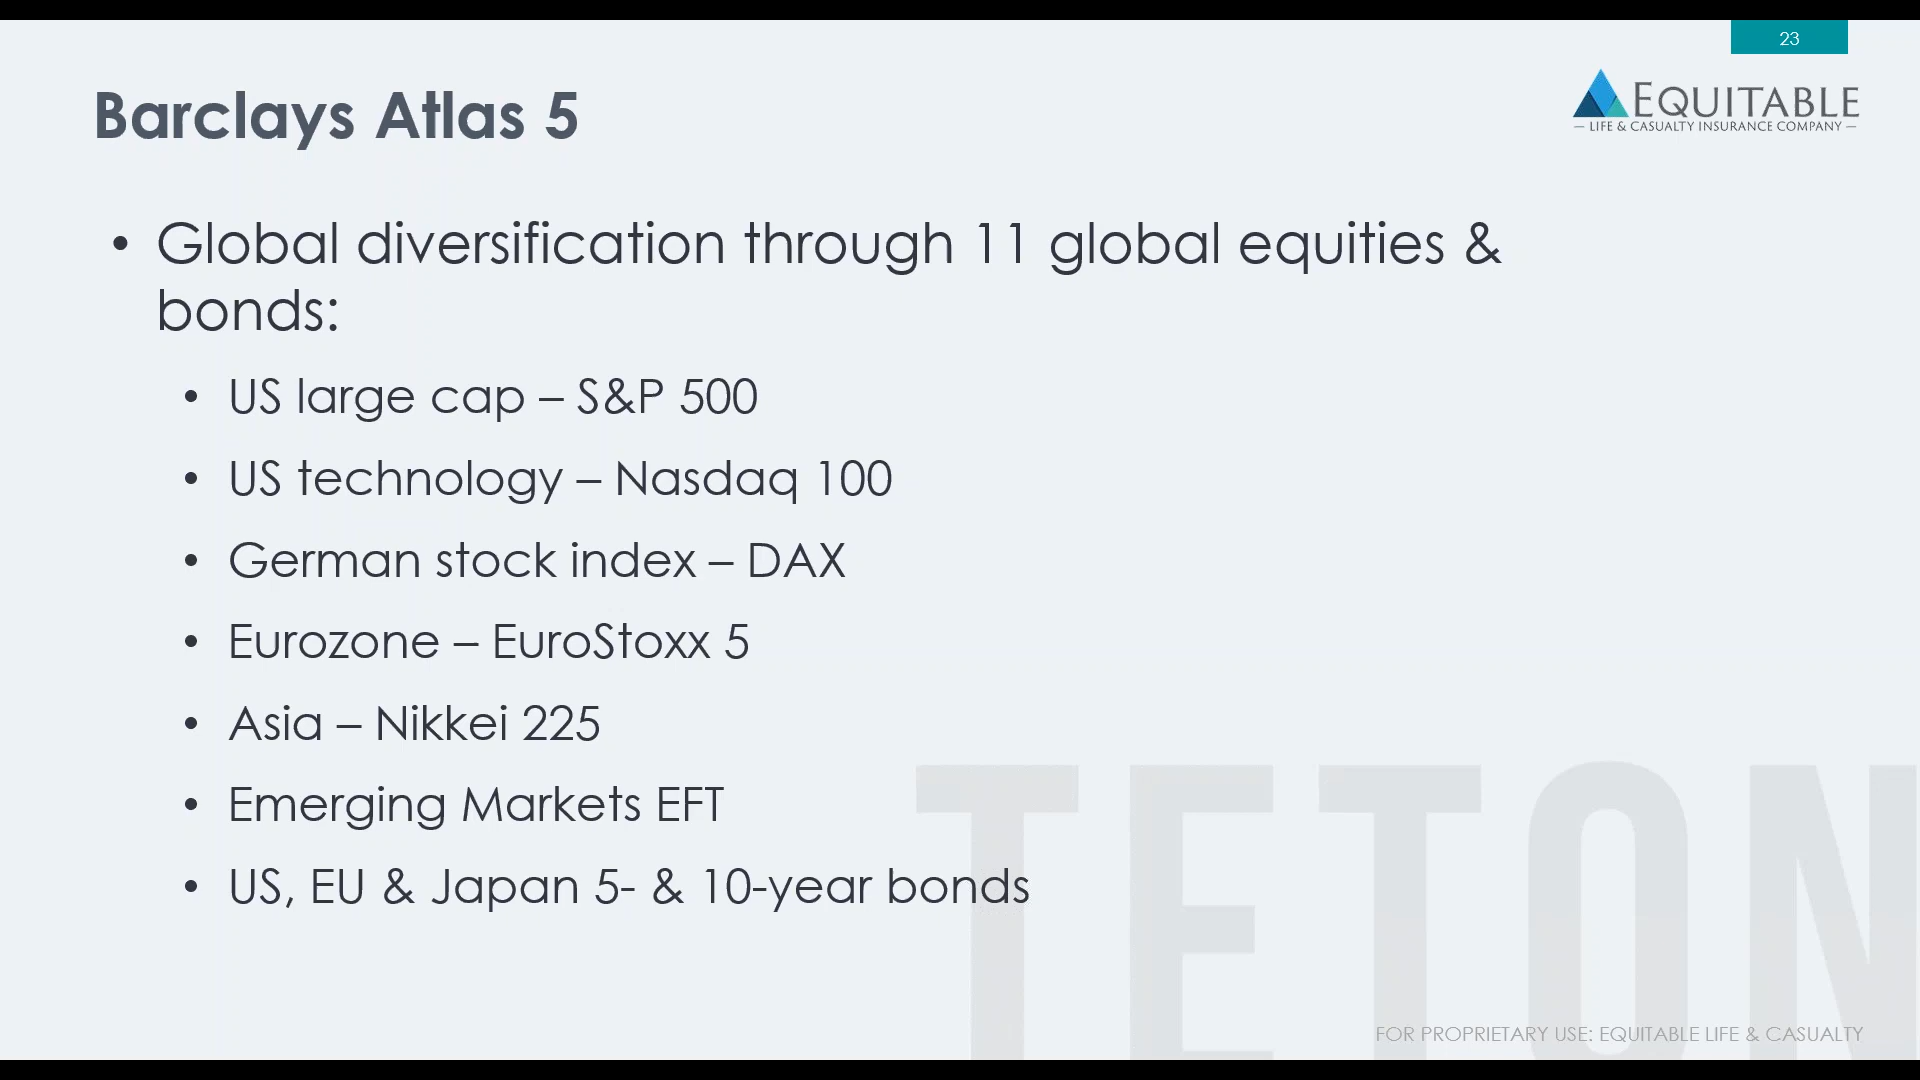 23
EQUITABLE
– LIFE & CASUALTY INSURANCE COMPANY –
Barclays Atlas 5
• Global diversification through 11 global equities &
bonds:
• US large cap – S&P 500
• US technology – Nasdaq 100
• German stock index – DAX
• Eurozone – EuroStoxx 5
• Asia – Nikkei 225
• Emerging Markets EFT
• US, EU & Japan 5- & 10-year bonds
TETON
FOR PROPRIETARY USE: EQUITABLE LIFE & CASUALTY